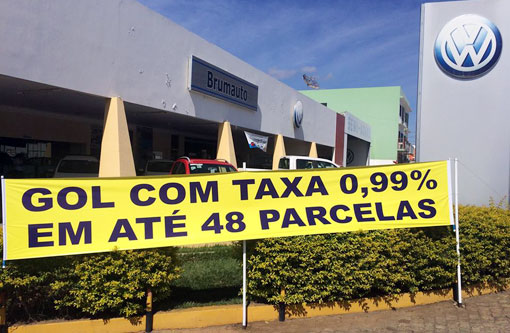 Brumauto
GOL COM TAXA 0,99%
EM ATÉ 48 PARCELAS